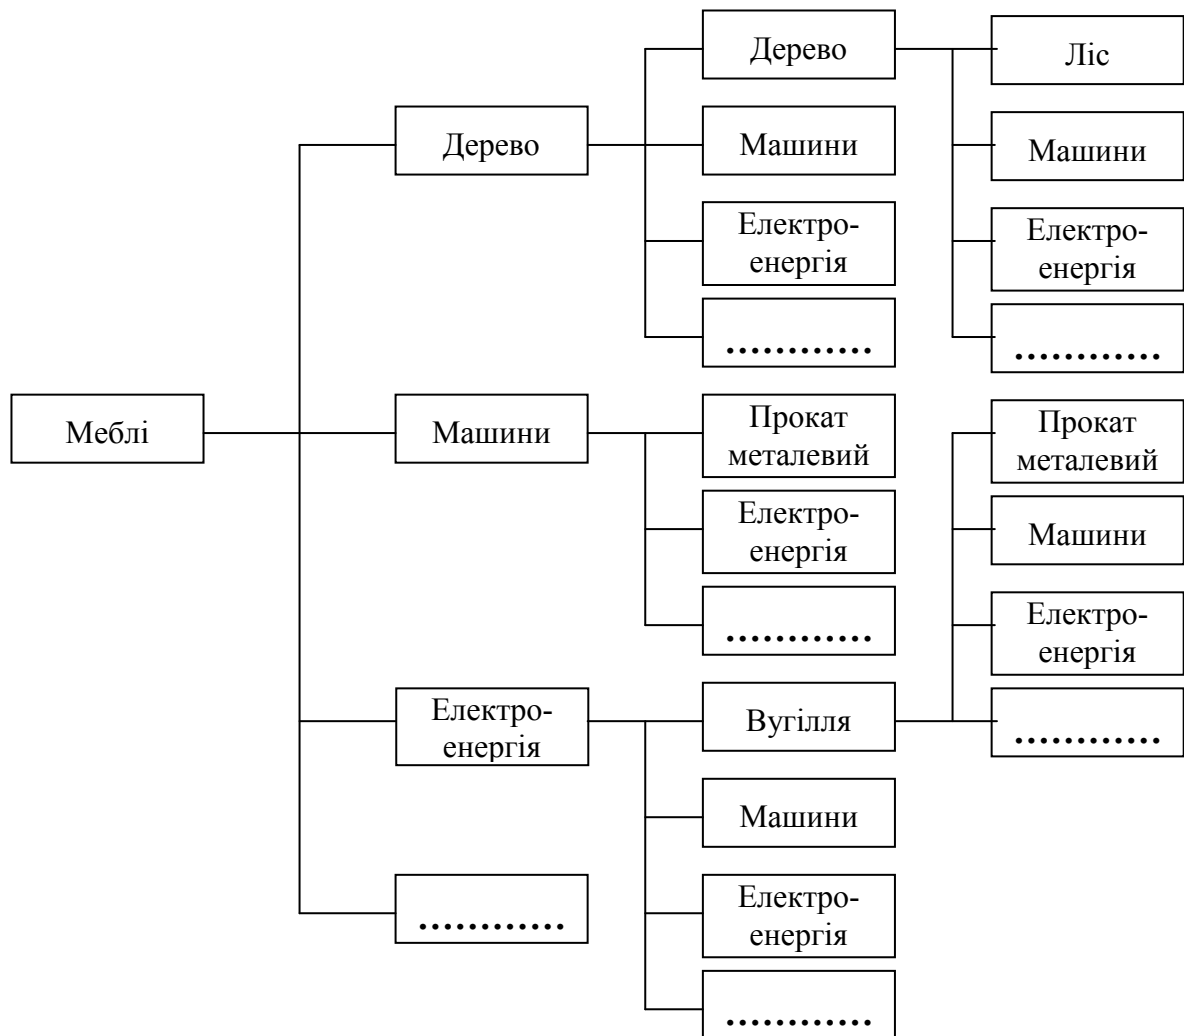 Дерево
Ліс
Дерево
Машини
Машини
Електро-
енергія
Електро-
енергія
............
............
Меблі
Машини
Прокат
металевий
Прокат
металевий
Електро-
енергія
Машини
............
Електро-
енергія
Електро-
енергія
Вугілля
............
Машини
............
Електро-
енергія
............